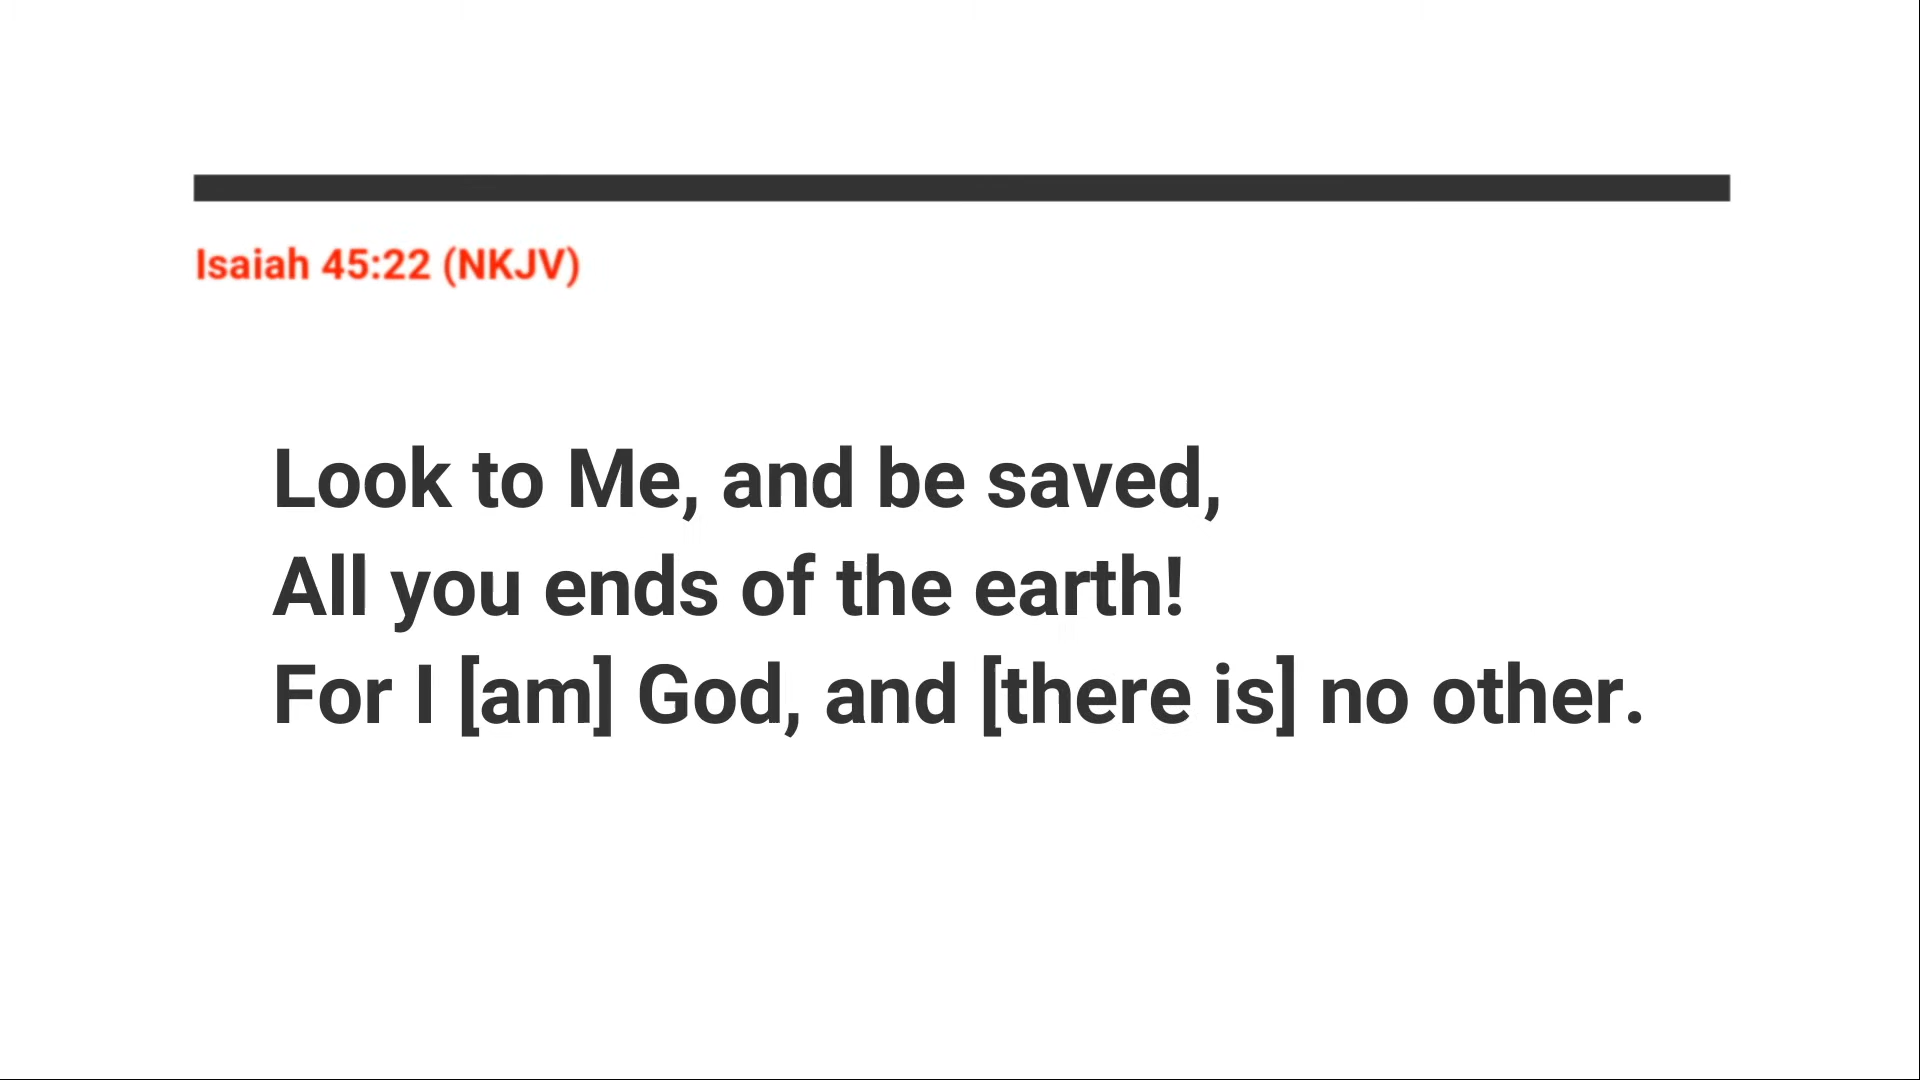 Isaiah 45:22 (NKJV)
Look to Me, and be saved,
All you ends of the earth!
For I [am] God, and [there is] no other.